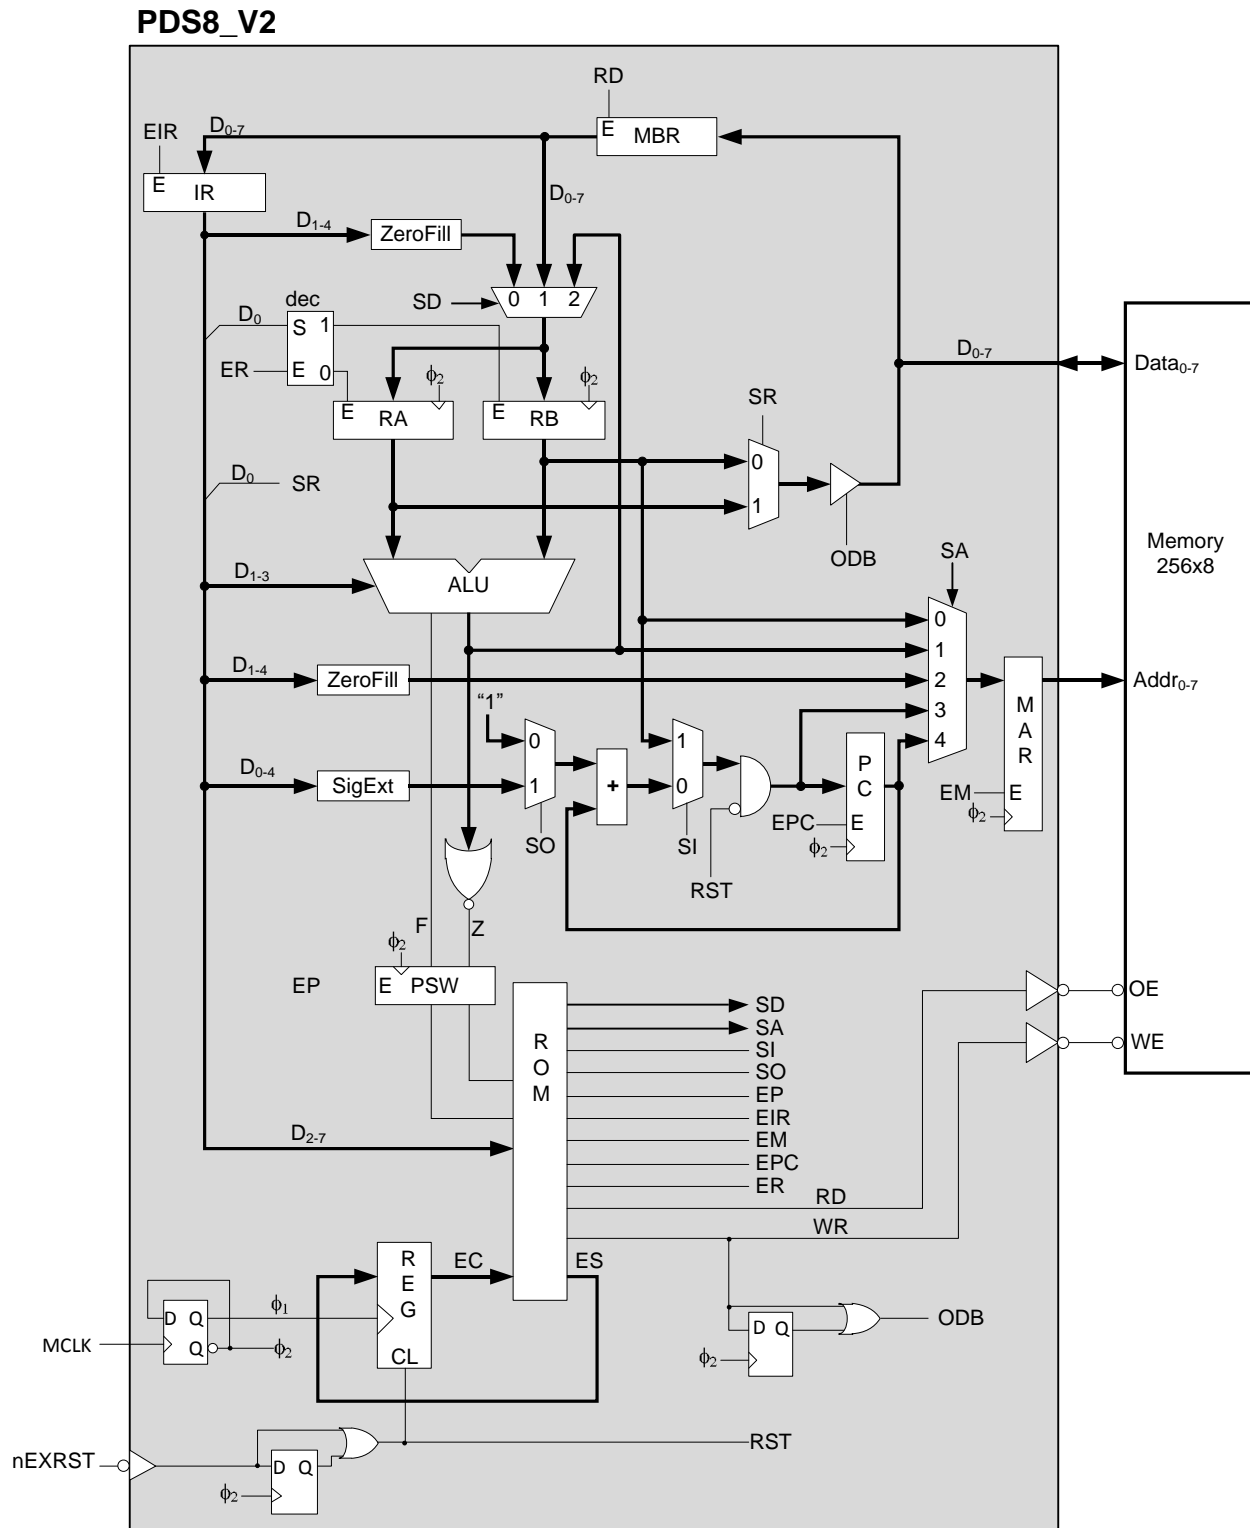 PDS8_V2
RD
E MBR
D0-7
EIR
E IR
D0-7
D1-4 ZeroFill
SD 0 1 2
dec
D0 S 1
ER E 0
ϕ2 ϕ2
E RA E RB
SR
0
1
ODB
D0-7
Data0-7
Memory
256x8
Addr0-7
D0 SR
D1-3 ALU
SA
0
1
2
3
4
D1-4 ZeroFill
"1"
0
1
SO
D0-4 SigExt
+
1
0
SI
RST
PC
EPC E
ϕ2
MAR
EM E
ϕ2
F Z
ϕ2
EP E PSW
ROM
SD
SA
SI
SO
EP
EIR
EM
EPC
ER
RD
WR
OE
WE
D2-7
REG
EC ES
CL
D Q
Q
MCLK
ϕ1
ϕ2
D Q
ϕ2
ODB
nEXRST
D Q
ϕ2
RST